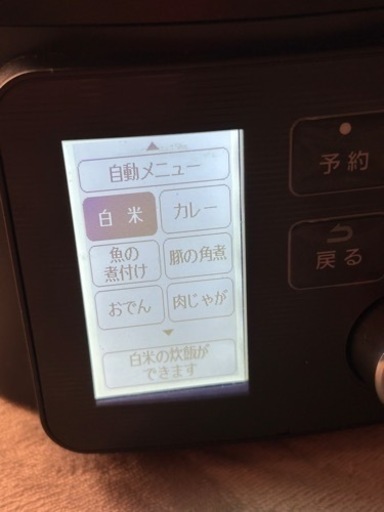 自動メニュー
白米
カレー
魚の
煮付け
豚の角煮
おでん
肉じゃが
白米の炊飯が
できます
予約
戻る